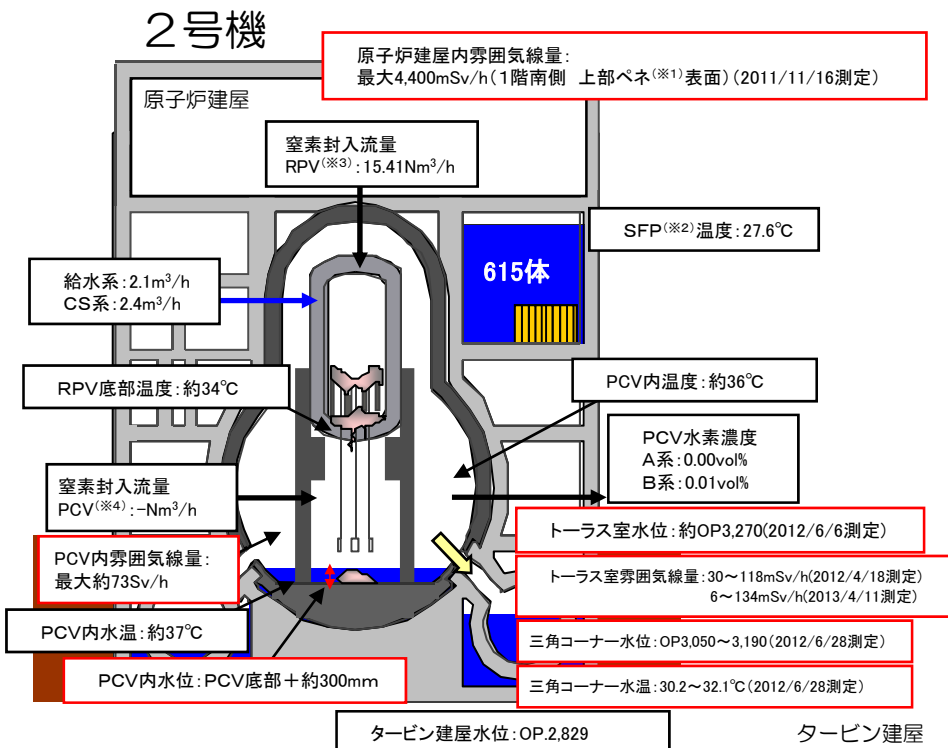 2号機
原子炉建屋内雰囲気線量:
最大4,400mSv/h(1階南側 上部ペネ(※1)表面)(2011/11/16測定)
原子炉建屋
窒素封入流量
RPV(※3):15.41Nm³/h
SFP(※2)温度:27.6℃
615体
給水系:2.1m³/h
CS系:2.4m³/h
RPV底部温度:約34℃
PCV内温度:約36℃
PCV水素濃度
A系:0.00vol%
B系:0.01vol%
窒素封入流量
PCV(※4):-Nm³/h
トーラス室水位:約OP3,270(2012/6/6測定)
PCV内雰囲気線量:
最大約73Sv/h
トーラス室雰囲気線量:30~118mSv/h(2012/4/18測定)
6~134mSv/h(2013/4/11測定)
PCV内水温:約37℃
三角コーナー水位:OP3,050~3,190(2012/6/28測定)
PCV内水位:PCV底部+約300mm
三角コーナー水温:30.2~32.1℃(2012/6/28測定)
タービン建屋水位:OP.2,829
タービン建屋